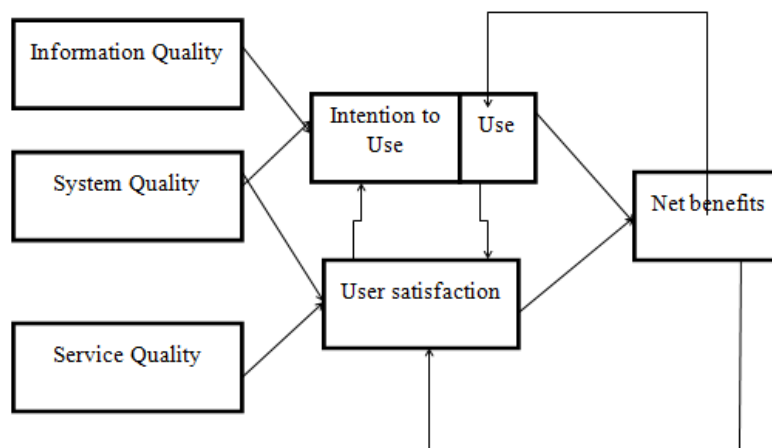 Information Quality
Intention to
Use
Use
System Quality
Net benefits
User satisfaction
Service Quality